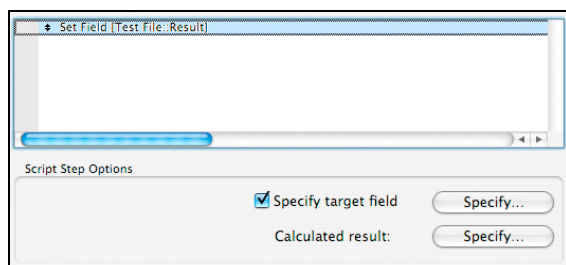 Set Field [Test File::Result]
Script Step Options
Specify target field Specify...
Calculated result: Specify...